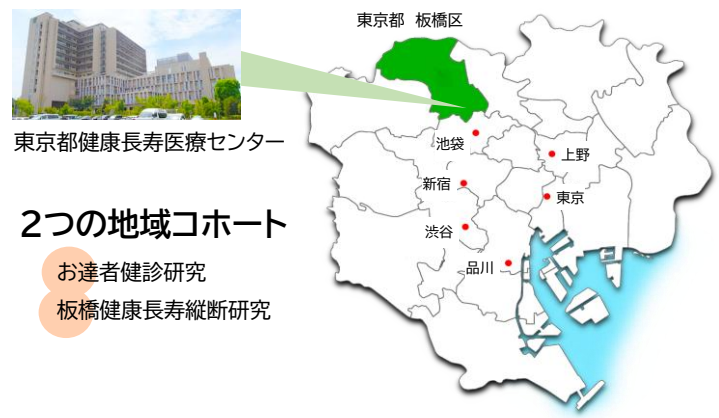 東京都 板橋区
東京都健康長寿医療センター
池袋
上野
新宿
東京
渋谷
品川
2つの地域コホート
お達者健診研究
板橋健康長寿縦断研究